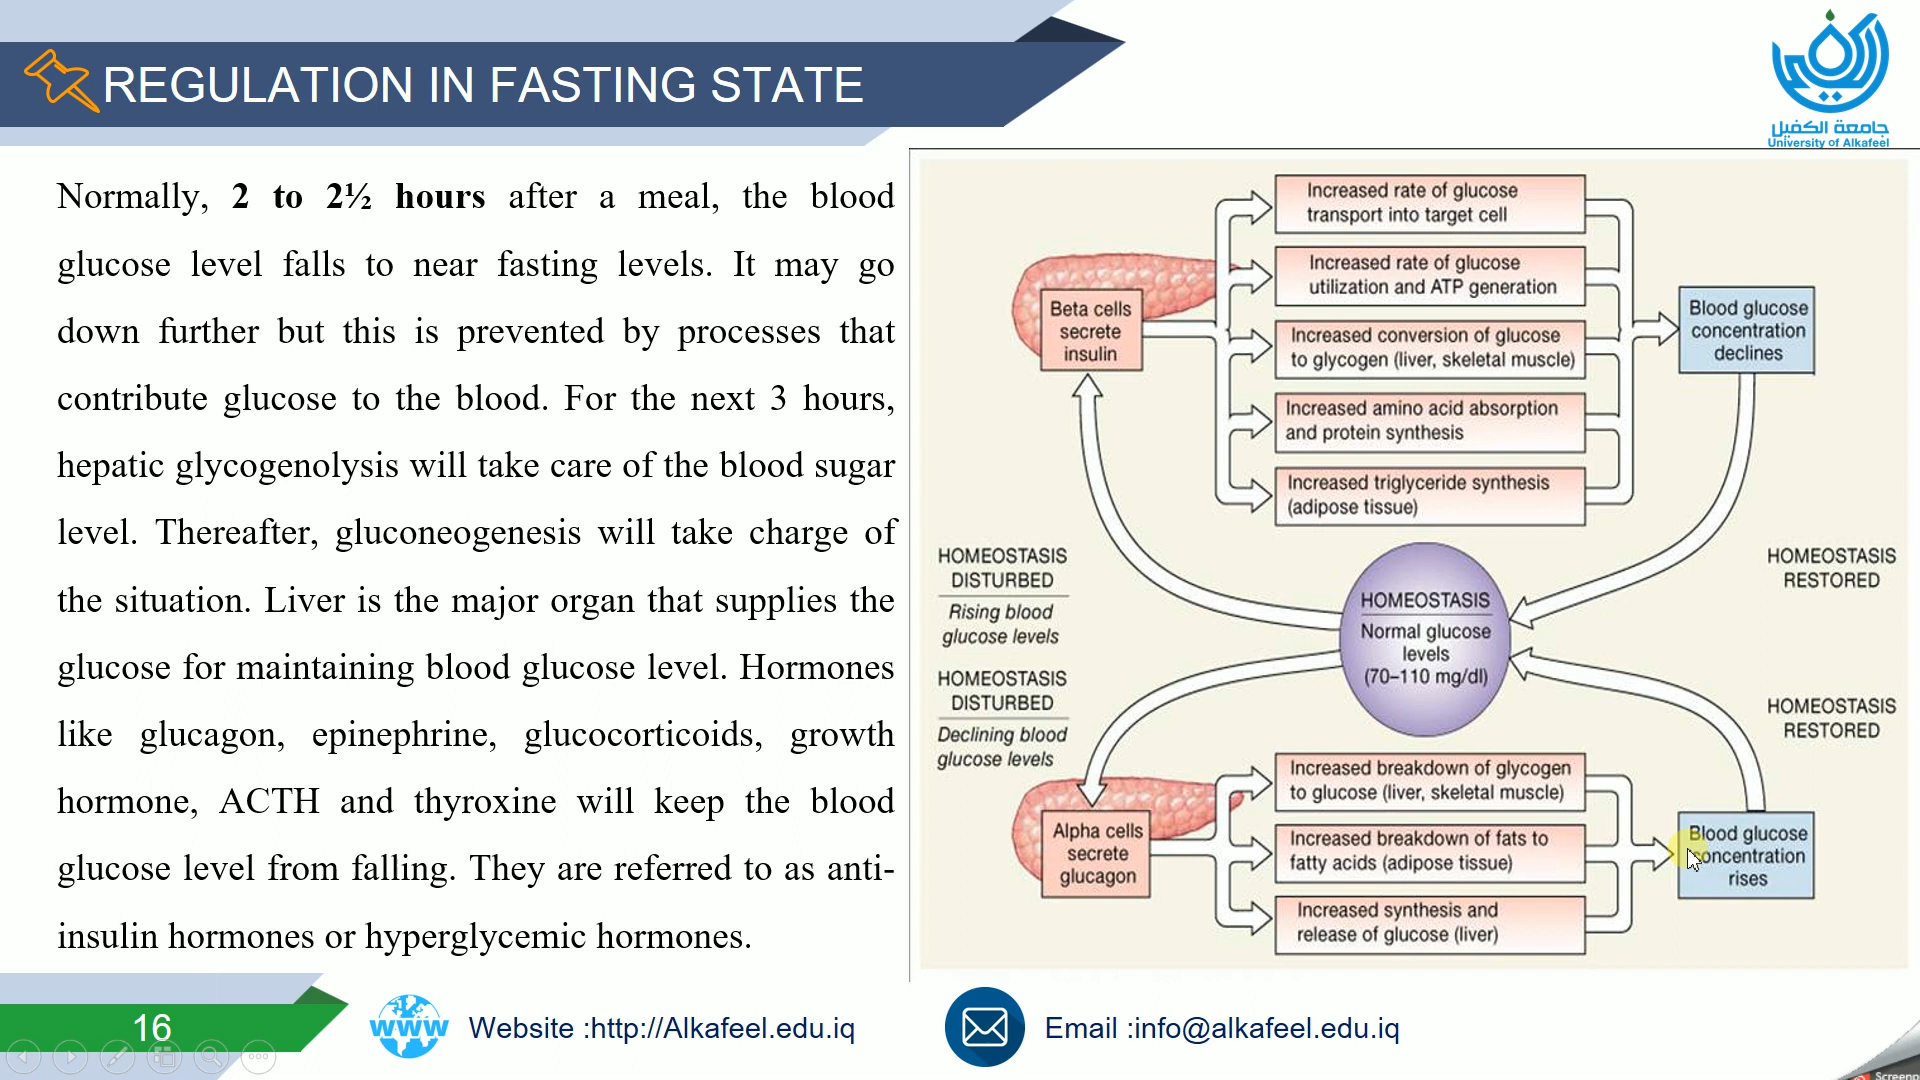 REGULATION IN FASTING STATE
جامعة الكفيل
University of Alkafeel
Normally, 2 to 2½ hours after a meal, the blood
glucose level falls to near fasting levels. It may go
down further but this is prevented by processes that
contribute glucose to the blood. For the next 3 hours,
hepatic glycogenolysis will take care of the blood sugar
level. Thereafter, gluconeogenesis will take charge of
the situation. Liver is the major organ that supplies the
glucose for maintaining blood glucose level. Hormones
like glucagon, epinephrine, glucocorticoids, growth
hormone, ACTH and thyroxine will keep the blood
glucose level from falling. They are referred to as anti-
insulin hormones or hyperglycemic hormones.
Beta cells
secrete
insulin
Increased rate of glucose
transport into target cell
Increased rate of glucose
utilization and ATP generation
Increased conversion of glucose
to glycogen (liver, skeletal muscle)
Increased amino acid absorption
and protein synthesis
Increased triglyceride synthesis
(adipose tissue)
Blood glucose
concentration
declines
HOMEOSTASIS
DISTURBED
Rising blood
glucose levels
HOMEOSTASIS
Normal glucose
levels
(70–110 mg/dl)
HOMEOSTASIS
RESTORED
HOMEOSTASIS
DISTURBED
Declining blood
glucose levels
HOMEOSTASIS
RESTORED
Alpha cells
secrete
glucagon
Increased breakdown of glycogen
to glucose (liver, skeletal muscle)
Increased breakdown of fats to
fatty acids (adipose tissue)
Increased synthesis and
release of glucose (liver)
Blood glucose
concentration
rises
16
www
Website :http://Alkafeel.edu.iq
Email :info@alkafeel.edu.iq